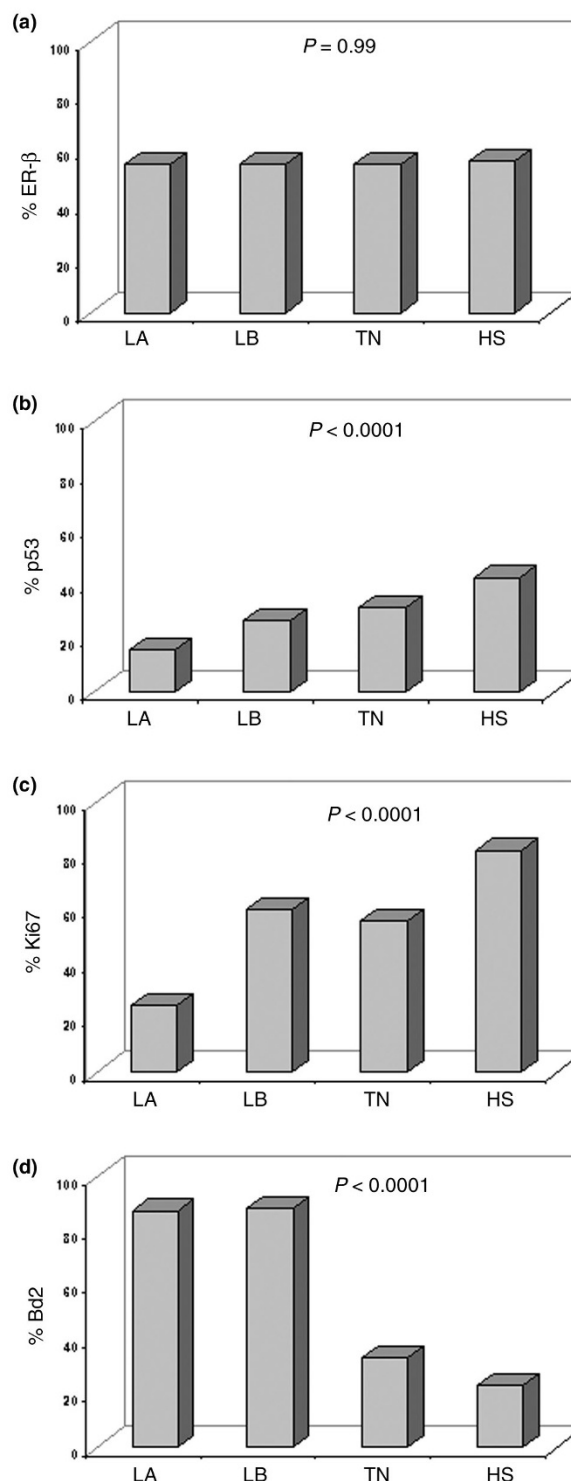 (a)
P = 0.99
% ER-β
100
80
60
40
20
0
LA LB TN HS
(b)
P < 0.0001
% p53
100
80
60
40
20
0
LA LB TN HS
(c)
P < 0.0001
% Ki67
100
80
60
40
20
0
LA LB TN HS
(d)
P < 0.0001
% Bd2
100
80
60
40
20
0
LA LB TN HS